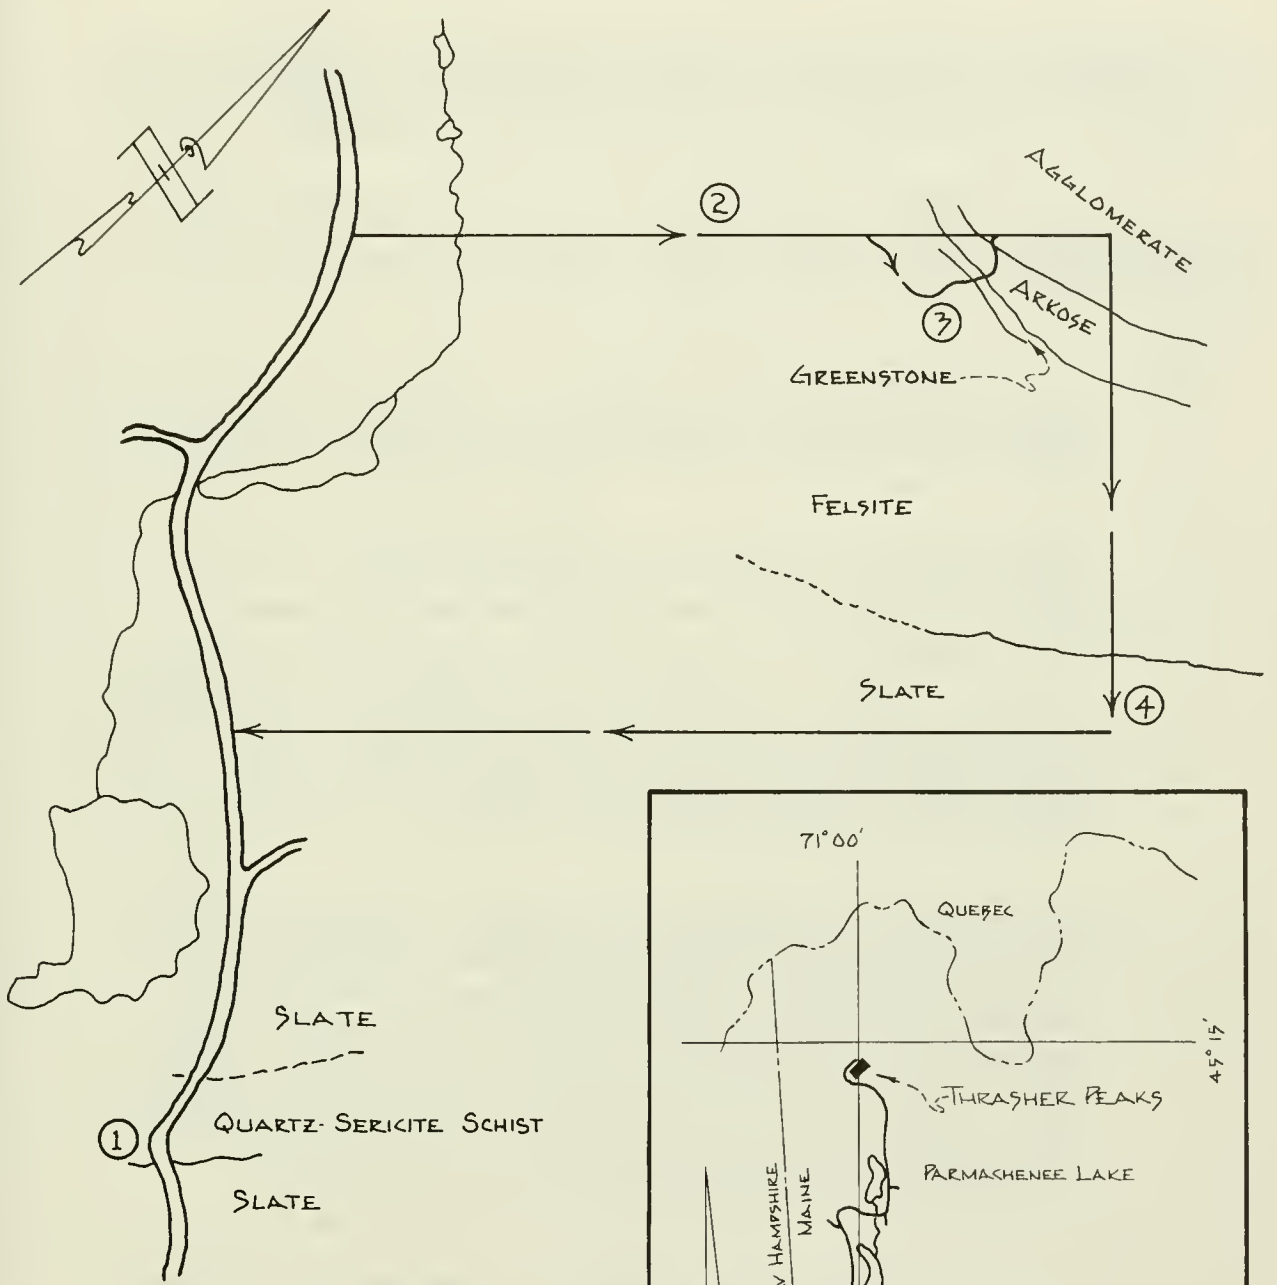 ②
AGGLOMERATE
ARKOSE
③
GREENSTONE
FELSITE
SLATE
④
71°00'
QUEBEC
45°15'
SLATE
THRASHER PEAKS
①
QUARTZ-SERICITE SCHIST
PARMACHENEE LAKE
HAMPSHIRE
MAINE
SLATE